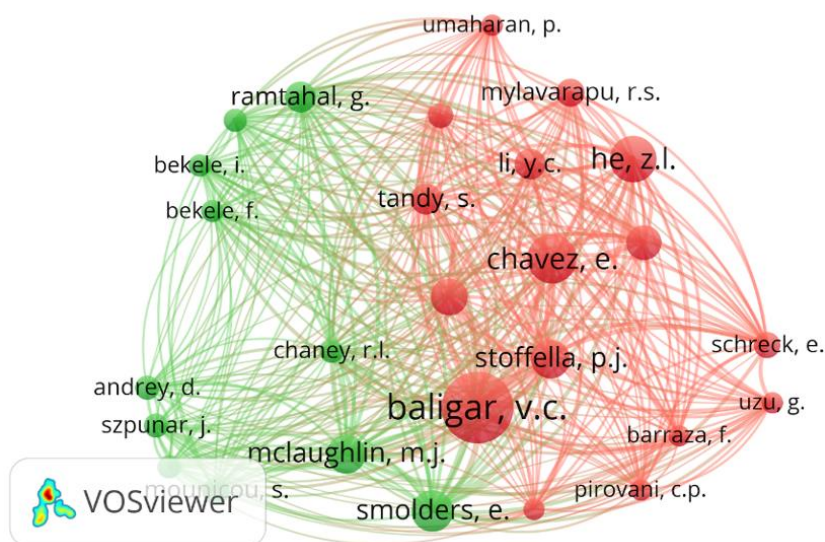 umaharan, p.
ramtahal, g.
mylavarapu, r.s.
bekele, i.
li, y.c.
he, z.l.
tandy, s.
bekele, f.
chavez, e.
chaney, r.l.
stoffella, p.j.
schreck, e.
andrey, d.
baligar, v.c.
uzu, g.
szpunar, j.
barraza, f.
mclaughlin, m.j.
mounicou, s.
pirovani, c.p.
VOSviewer
smolders, e.